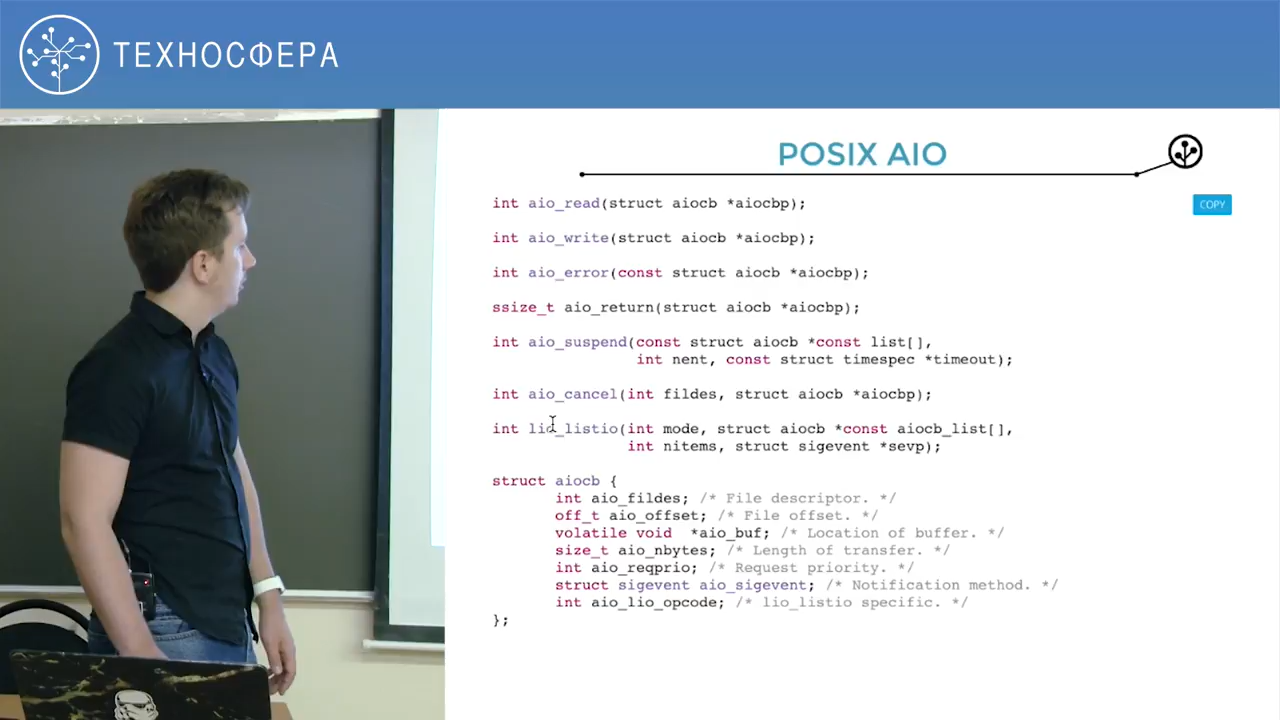 ТЕХНОСФЕРА
POSIX AIO
COPY
int aio_read(struct aiocb *aiocbp);
int aio_write(struct aiocb *aiocbp);
int aio_error(const struct aiocb *aiocbp);
ssize_t aio_return(struct aiocb *aiocbp);
int aio_suspend(const struct aiocb *const list[],
int nent, const struct timespec *timeout);
int aio_cancel(int fildes, struct aiocb *aiocbp);
int lio_listio(int mode, struct aiocb *const aiocb_list[],
int nitems, struct sigevent *sevp);
struct aiocb {
int aio_fildes; /* File descriptor. */
off_t aio_offset; /* File offset. */
volatile void  *aio_buf; /* Location of buffer. */
size_t aio_nbytes; /* Length of transfer. */
int aio_reqprio; /* Request priority. */
struct sigevent aio_sigevent; /* Notification method. */
int aio_lio_opcode; /* lio_listio specific. */
};